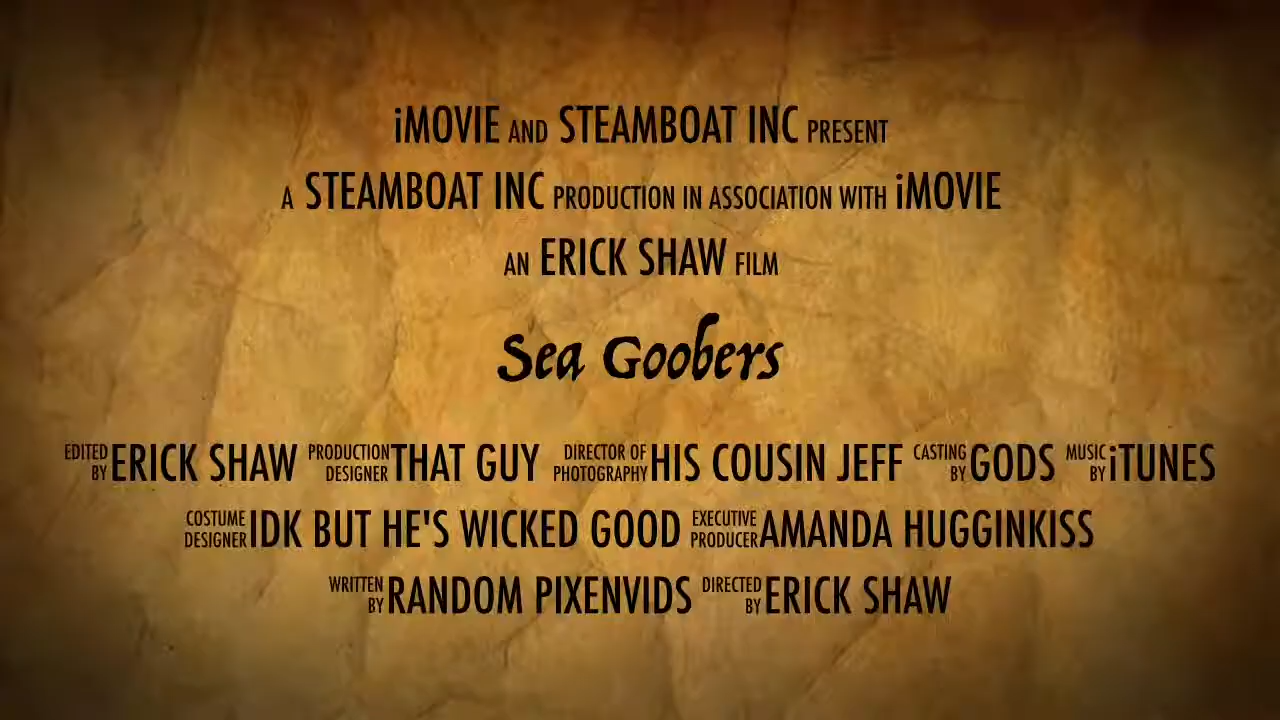 iMOVIE AND STEAMBOAT INC PRESENT
A STEAMBOAT INC PRODUCTION IN ASSOCIATION WITH iMOVIE
AN ERICK SHAW FILM
Sea Goobers
EDITED BY ERICK SHAW PRODUCTION DESIGNER THAT GUY DIRECTOR OF PHOTOGRAPHY HIS COUSIN JEFF CASTING BY GODS MUSIC BY iTUNES
COSTUME DESIGNER IDK BUT HE'S WICKED GOOD EXECUTIVE PRODUCER AMANDA HUGGINKISS
WRITTEN BY RANDOM PIXENVIDS DIRECTED BY ERICK SHAW